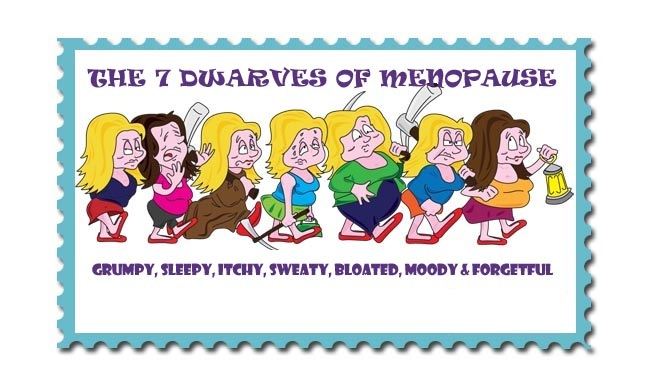 THE 7 DWARVES OF MENOPAUSE
GRUMPY, SLEEPY, ITCHY, SWEATY, BLOATED, MOODY & FORGETFUL